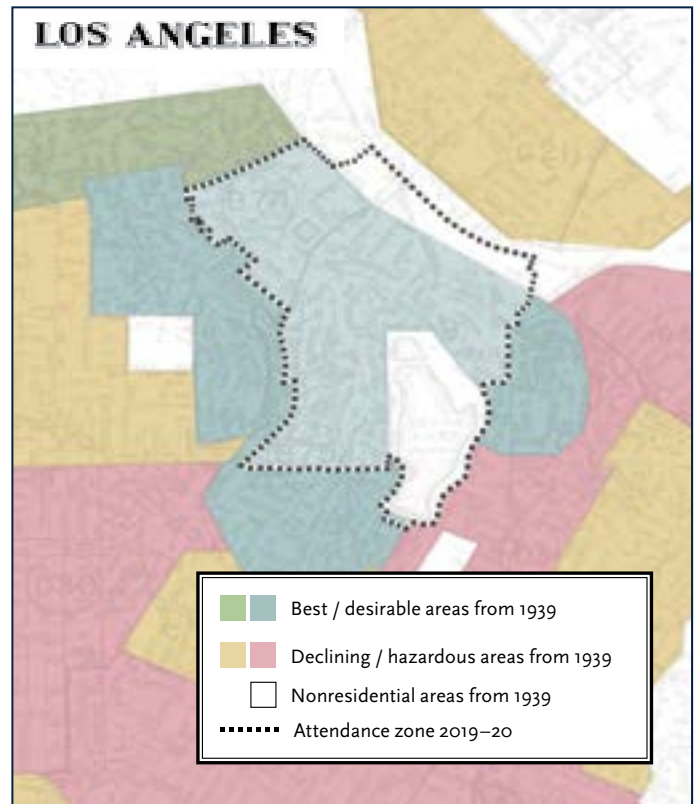 LOS ANGELES
Best / desirable areas from 1939
Declining / hazardous areas from 1939
Nonresidential areas from 1939
Attendance zone 2019–20